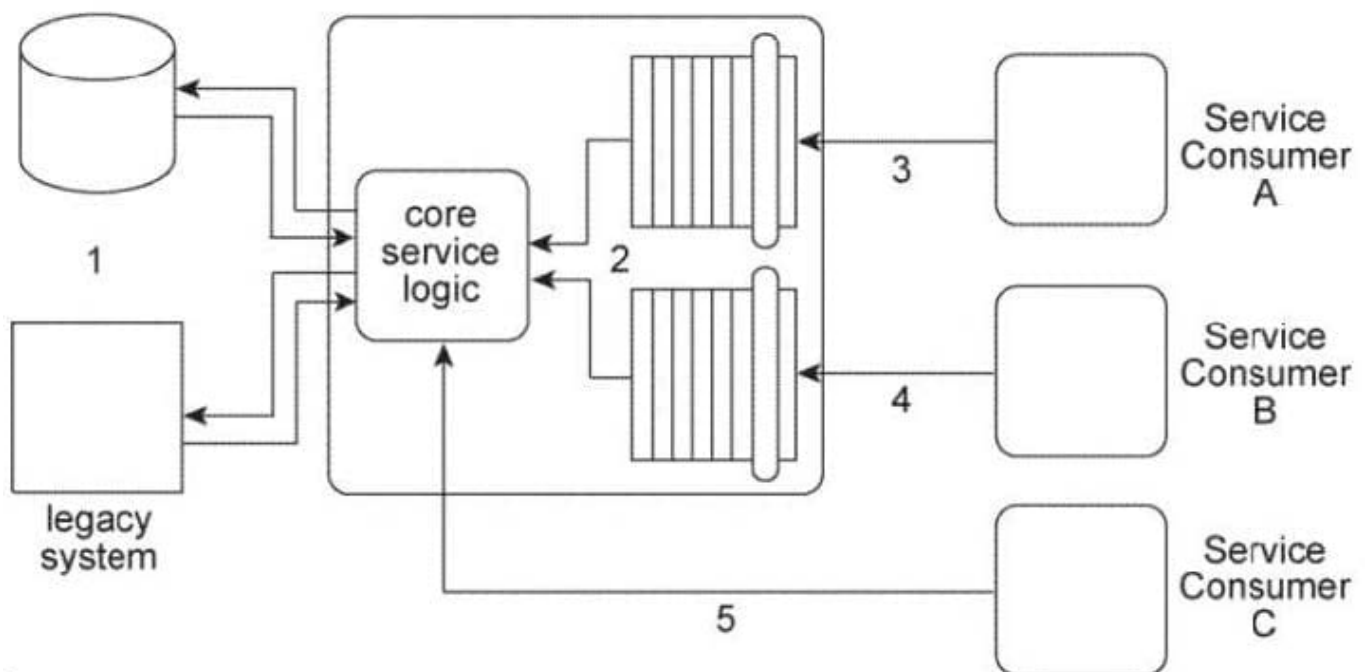 Service
Consumer
A
3
core
service
logic
2
1
Service
Consumer
B
4
legacy
system
Service
Consumer
C
5